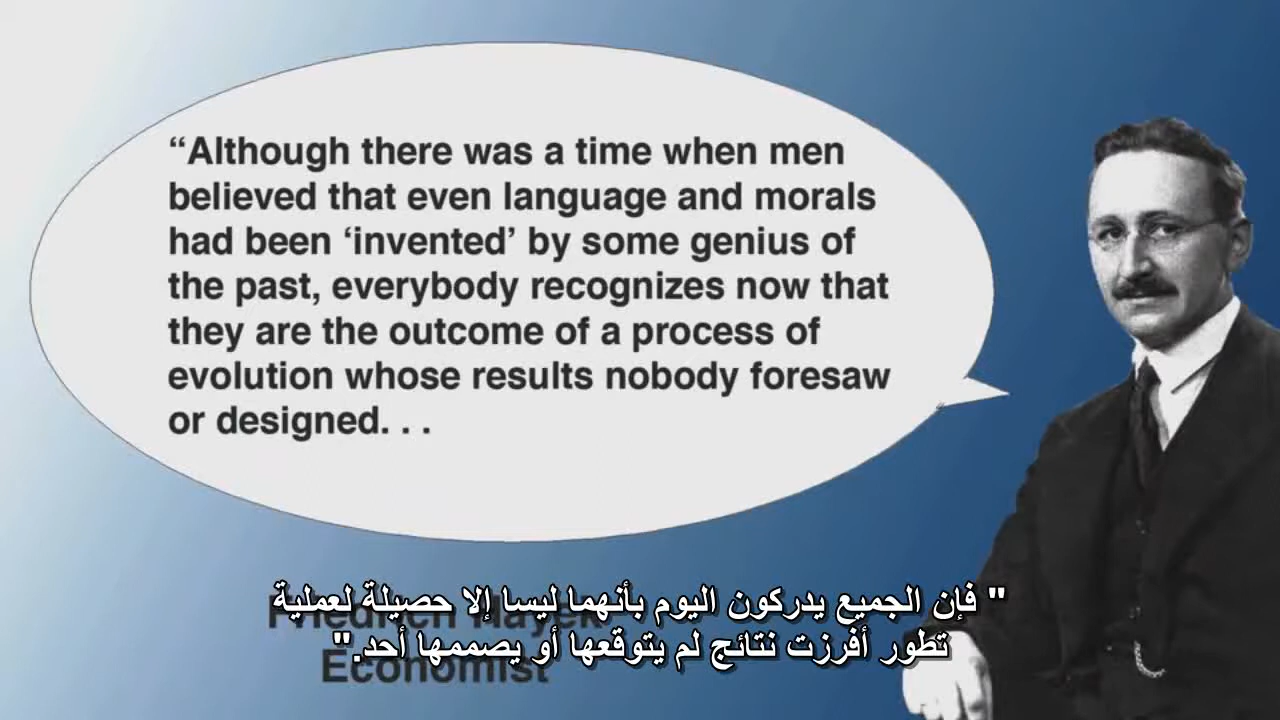 “Although there was a time when men
believed that even language and morals
had been ‘invented’ by some genius of
the past, everybody recognizes now that
they are the outcome of a process of
evolution whose results nobody foresaw
or designed. . .
" فإن الجميع يدركون اليوم بأنهما ليسا إلا حصيلة لعملية
تطور أفرزت نتائج لم يتوقعها أو يصممها أحد."
Friedrich Hayek
Economist